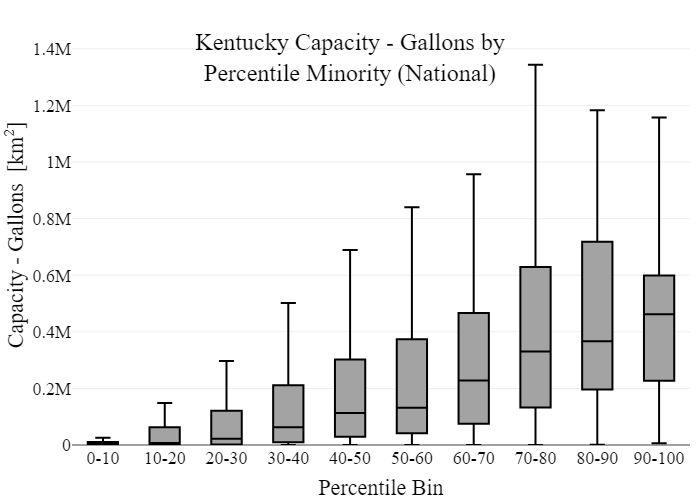 Kentucky Capacity - Gallons by
Percentile Minority (National)
Capacity - Gallons [km²]
1.4M
1.2M
1M
0.8M
0.6M
0.4M
0.2M
0
0-10 10-20 20-30 30-40 40-50 50-60 60-70 70-80 80-90 90-100
Percentile Bin